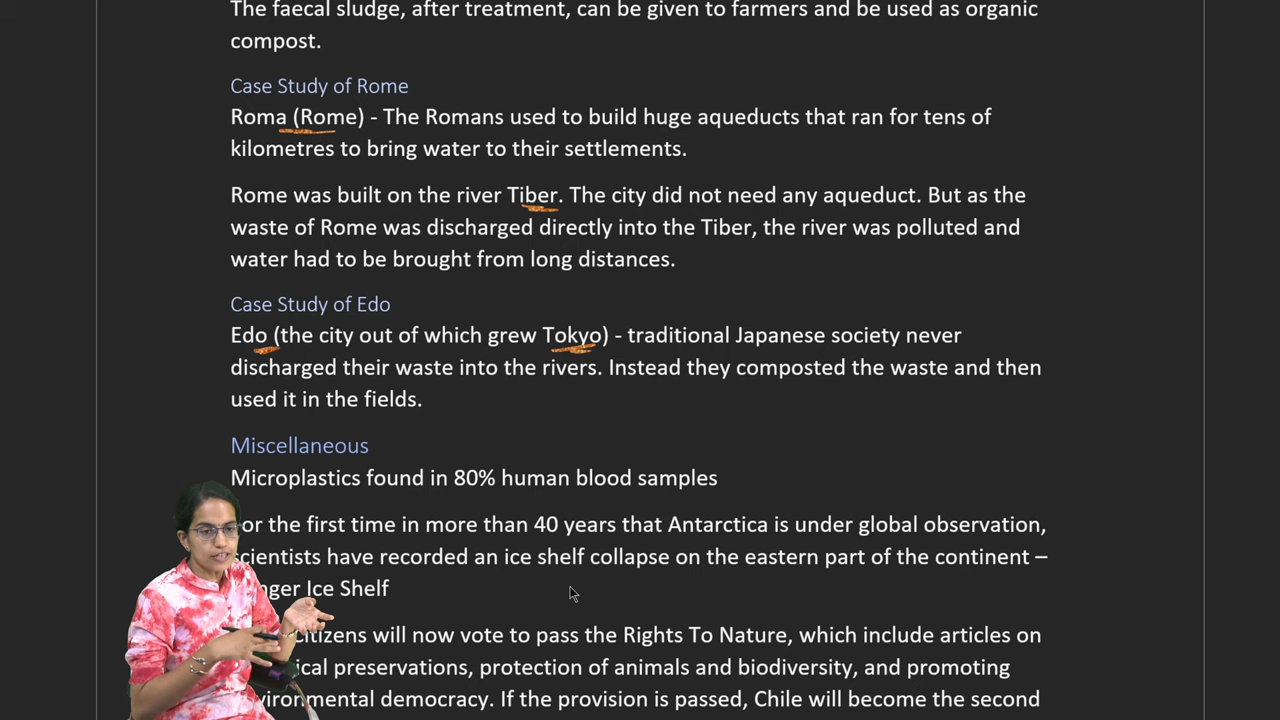 The faecal sludge, after treatment, can be given to farmers and be used as organic
compost.
Case Study of Rome
Roma (Rome) - The Romans used to build huge aqueducts that ran for tens of
kilometres to bring water to their settlements.
Rome was built on the river Tiber. The city did not need any aqueduct. But as the
waste of Rome was discharged directly into the Tiber, the river was polluted and
water had to be brought from long distances.
Case Study of Edo
Edo (the city out of which grew Tokyo) - traditional Japanese society never
discharged their waste into the rivers. Instead they composted the waste and then
used it in the fields.
Miscellaneous
Microplastics found in 80% human blood samples
or the first time in more than 40 years that Antarctica is under global observation,
scientists have recorded an ice shelf collapse on the eastern part of the continent –
nger Ice Shelf
Citizens will now vote to pass the Rights To Nature, which include articles on
ical preservations, protection of animals and biodiversity, and promoting
vironmental democracy. If the provision is passed, Chile will become the second